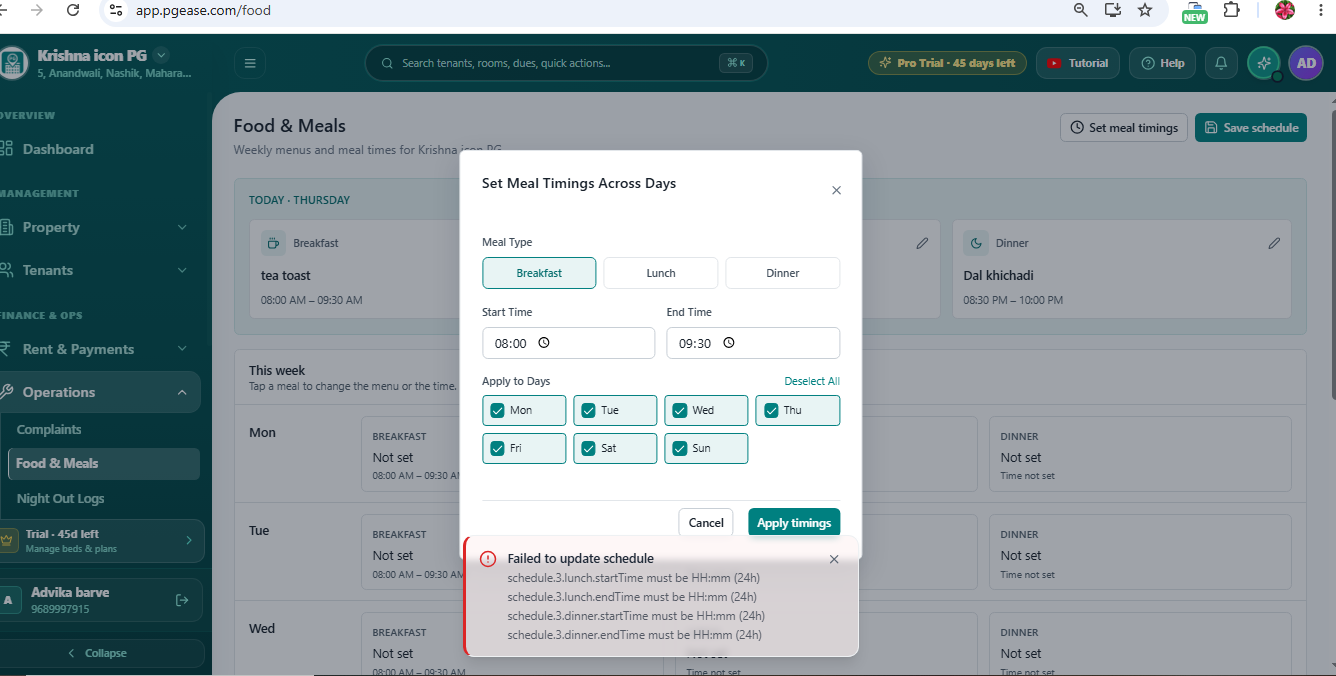 app.pgease.com/food
NEW
Krishna icon PG
5, Anandwali, Nashik, Mahara...
Search tenants, rooms, dues, quick actions...
⌘ K
Pro Trial · 45 days left
Tutorial
Help
AD
OVERVIEW
Dashboard
MANAGEMENT
Property
Tenants
FINANCE & OPS
Rent & Payments
Operations
Complaints
Food & Meals
Night Out Logs
Trial · 45d left
Manage beds & plans
A
Advika barve
9689997915
Collapse
Food & Meals
Weekly menus and meal times for Krishna icon PG
Set meal timings
Save schedule
TODAY · THURSDAY
Breakfast
tea toast
08:00 AM – 09:30 AM
Dinner
Dal khichadi
08:30 PM – 10:00 PM
This week
Tap a meal to change the menu or the time.
Mon
BREAKFAST
Not set
08:00 AM – 09:30 AM
DINNER
Not set
Time not set
Tue
BREAKFAST
Not set
08:00 AM – 09:30 AM
DINNER
Not set
Time not set
Wed
BREAKFAST
Not set
08:00 AM – 09:30 AM
Not set
Time not set
DINNER
Not set
Time not set
Set Meal Timings Across Days
Meal Type
Breakfast
Lunch
Dinner
Start Time
End Time
08:00
09:30
Apply to Days
Deselect All
Mon
Tue
Wed
Thu
Fri
Sat
Sun
Cancel
Apply timings
Failed to update schedule
schedule.3.lunch.startTime must be HH:mm (24h)
schedule.3.lunch.endTime must be HH:mm (24h)
schedule.3.dinner.startTime must be HH:mm (24h)
schedule.3.dinner.endTime must be HH:mm (24h)